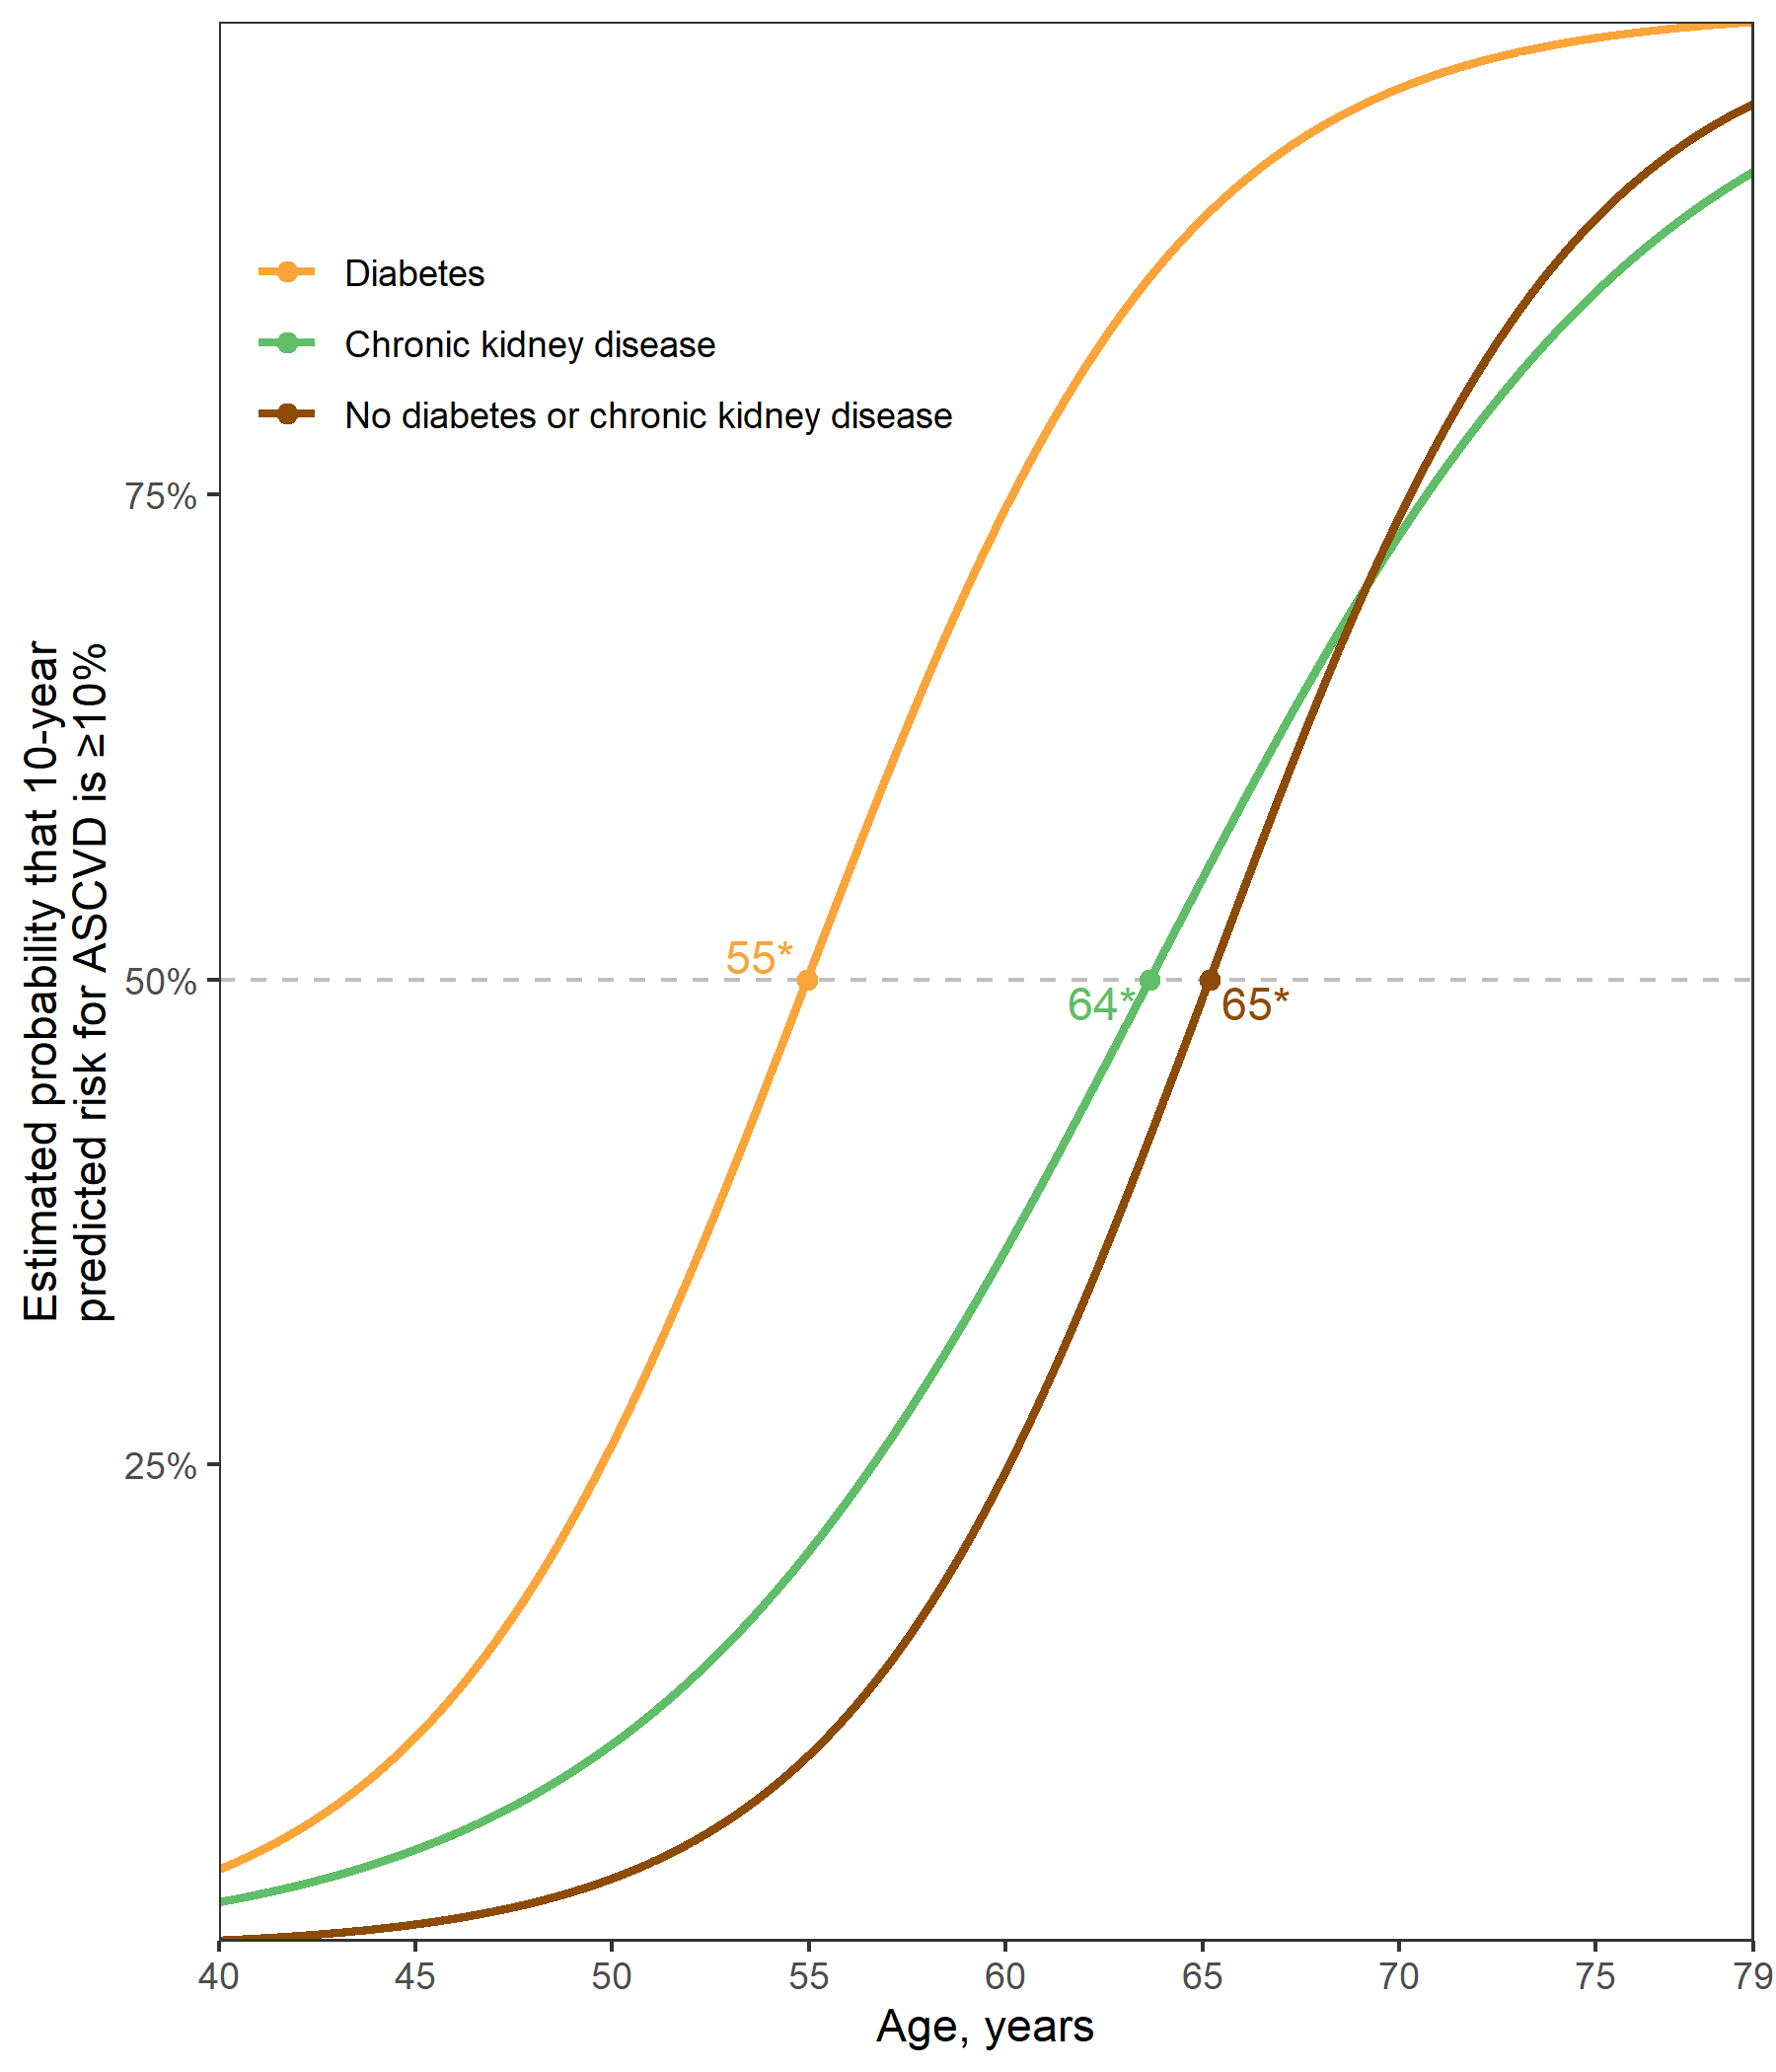 Estimated probability that 10-year
predicted risk for ASCVD is ≥10%
Diabetes
Chronic kidney disease
No diabetes or chronic kidney disease
75%
50%
25%
55*
64*
65*
40 45 50 55 60 65 70 75 79
Age, years